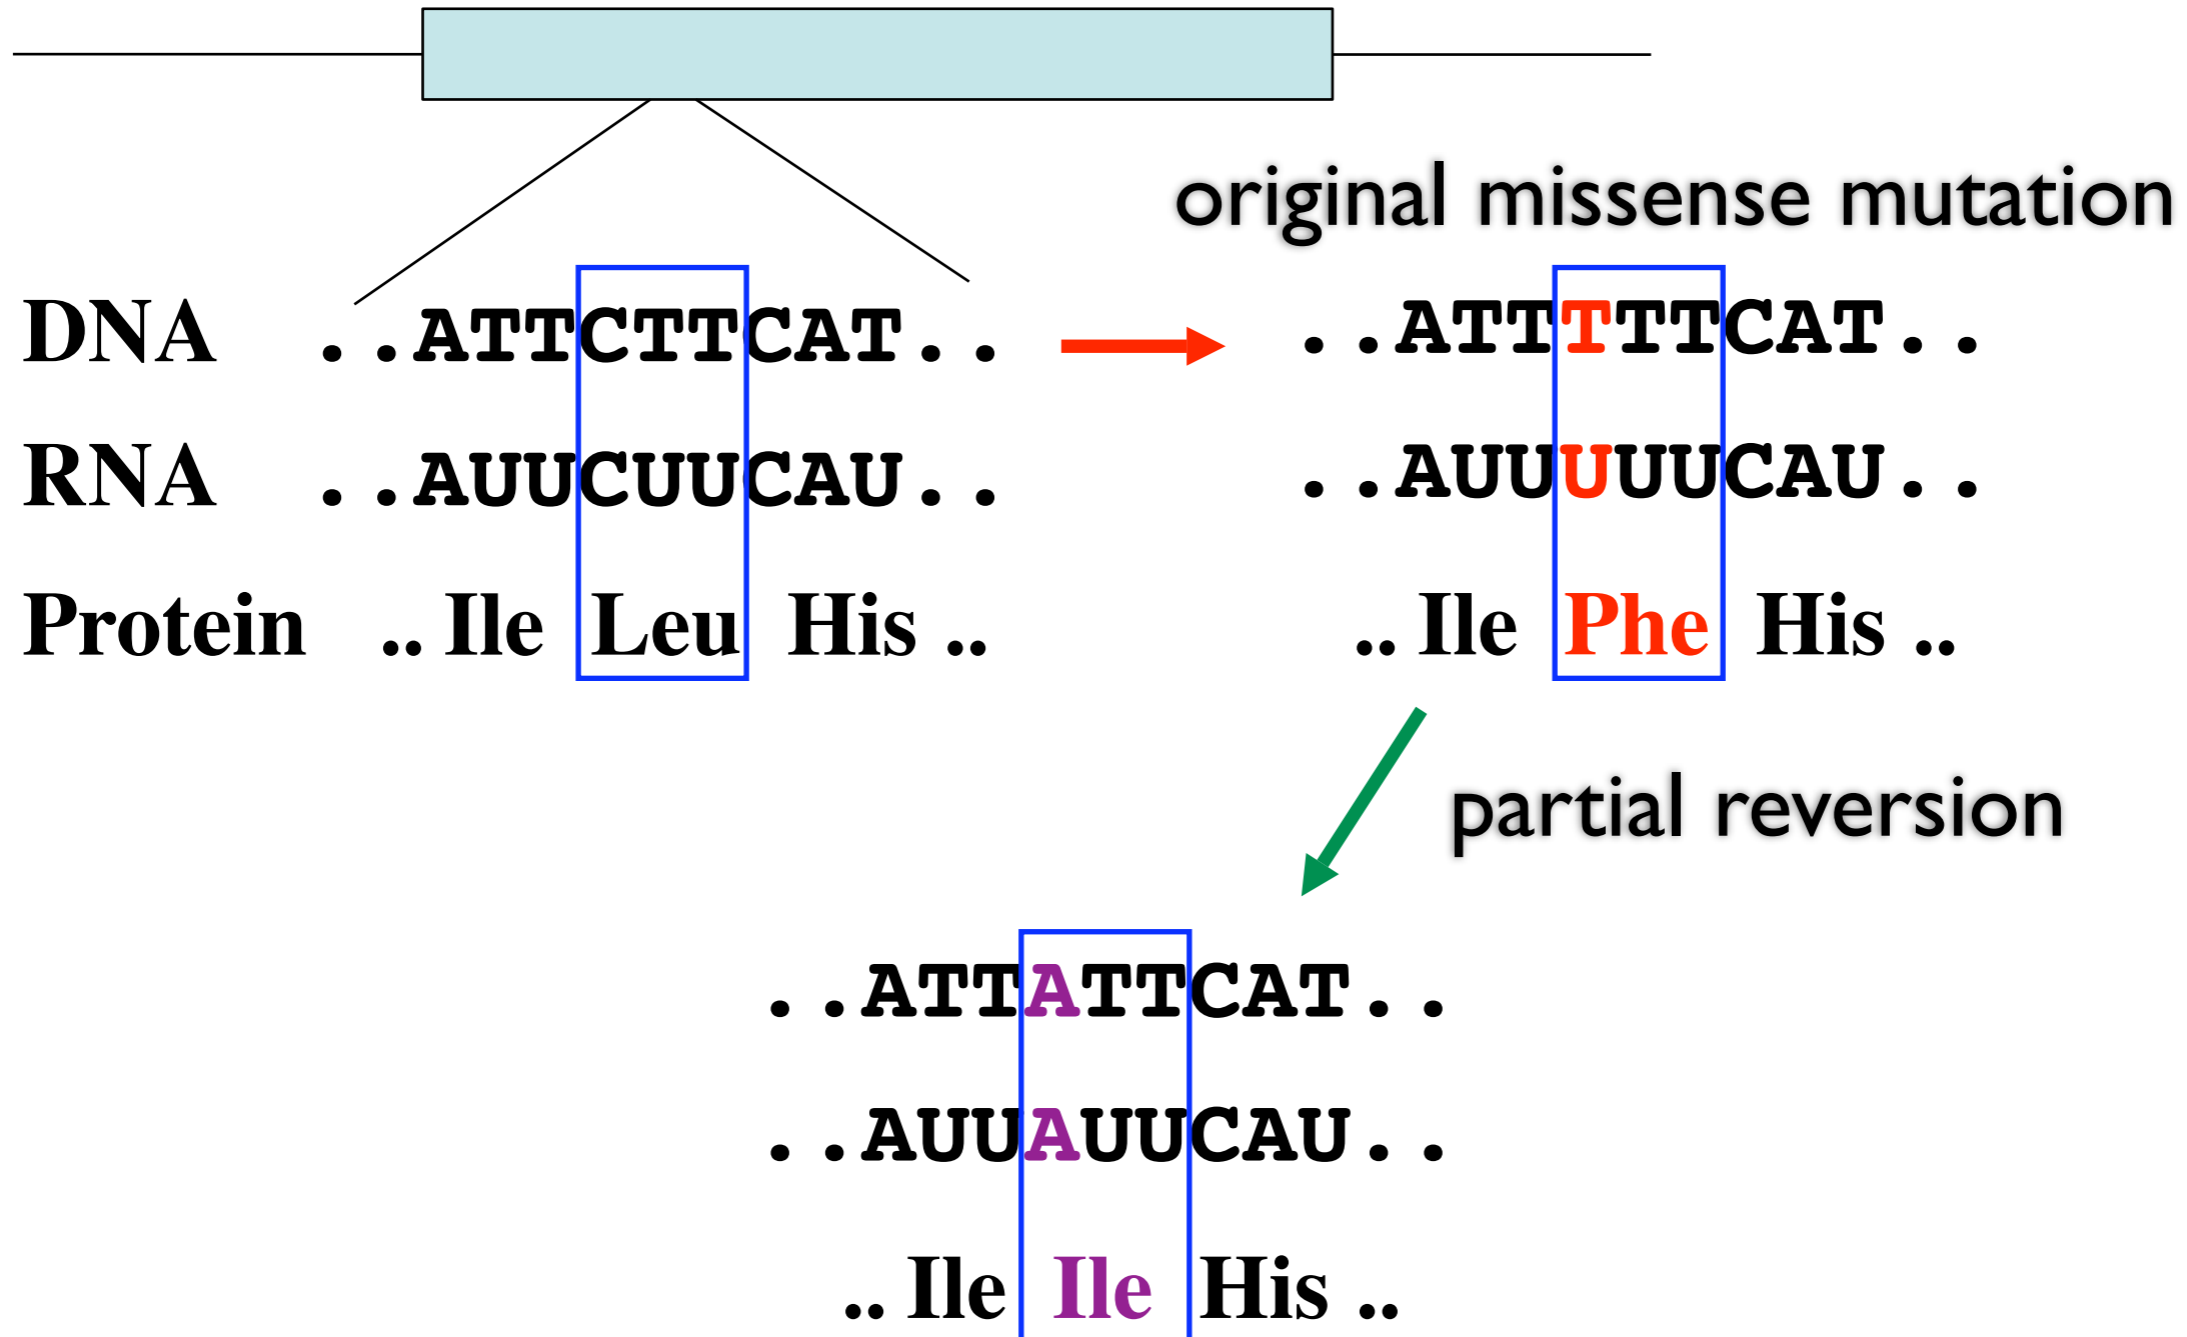 original missense mutation
DNA ..ATTCTTCAT.. ..ATTTTTCAT..
RNA ..AUUCUUCAU.. ..AUUUUUCAU..
Protein .. Ile Leu His .. .. Ile Phe His ..
partial reversion
..ATTATTCAT..
..AUUAUUCAU..
.. Ile Ile His ..